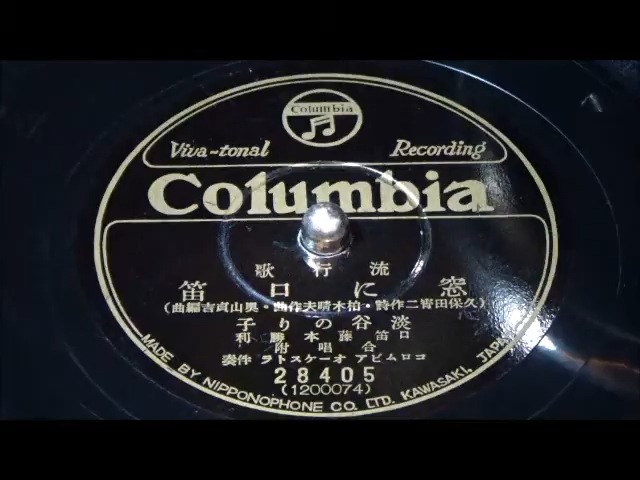 Columbia
Viva-tonal Recording
Columbia
流行歌
窓に口笛
(久保田宵二作詩・柏木晴夫作曲・奥山貞吉編曲)
淡谷のり子
口笛藤本勝利
合唱附
コロムビア オーケストラ 伴奏
28405
(1200074)
MADE BY NIPPONOPHONE CO. LTD. KAWASAKI, JAPAN